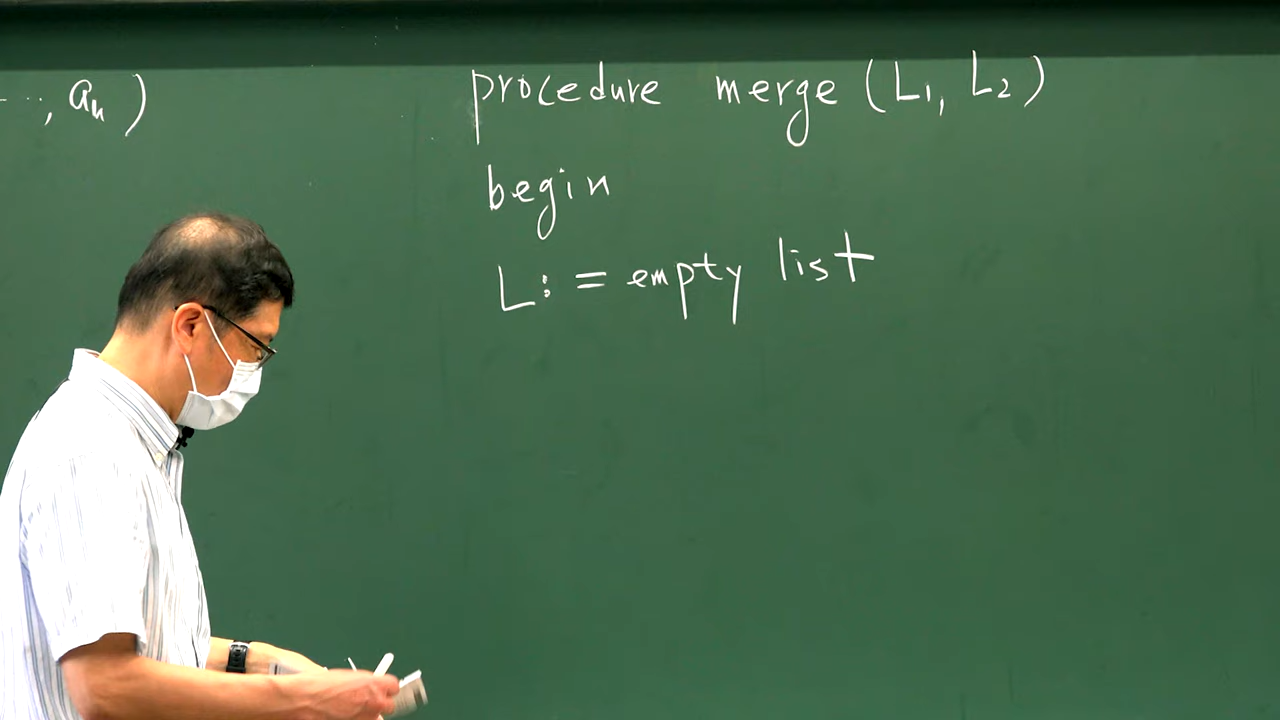 - - -, an )
procedure merge (L1, L2)
begin
L := empty list